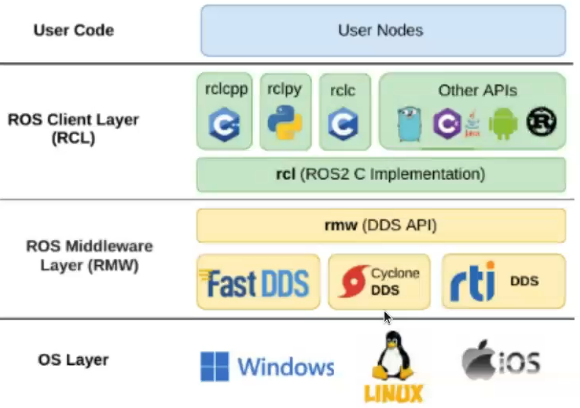 User Code
User Nodes
ROS Client Layer
(RCL)
rclcpp
rclpy
rclc
Other APIs
C
C
C
Java
R
rcl (ROS2 C Implementation)
ROS Middleware
Layer (RMW)
rmw (DDS API)
Fast DDS
Cyclone
DDS
rti DDS
OS Layer
Windows
LINUX
iOS